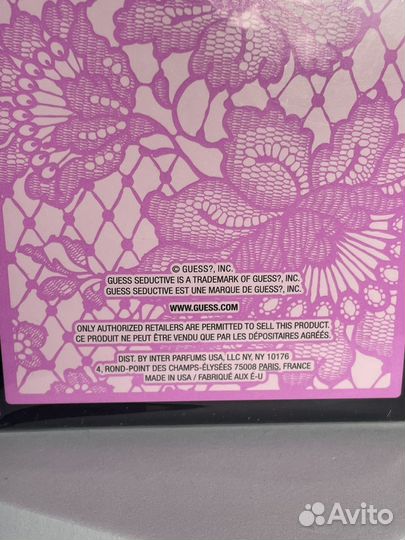 © GUESS?, INC.
GUESS SEDUCTIVE IS A TRADEMARK OF GUESS?, INC.
GUESS SEDUCTIVE EST UNE MARQUE DE GUESS?, INC.
WWW.GUESS.COM
ONLY AUTHORIZED RETAILERS ARE PERMITTED TO SELL THIS PRODUCT.
CE PRODUIT NE PEUT ÊTRE VENDU QUE PAR LES DÉPOSITAIRES AGRÉÉS.
DIST. BY INTER PARFUMS USA, LLC NY, NY 10176
4, ROND-POINT DES CHAMPS-ÉLYSÉES 75008 PARIS, FRANCE
MADE IN USA / FABRIQUÉ AUX É-U
Avito